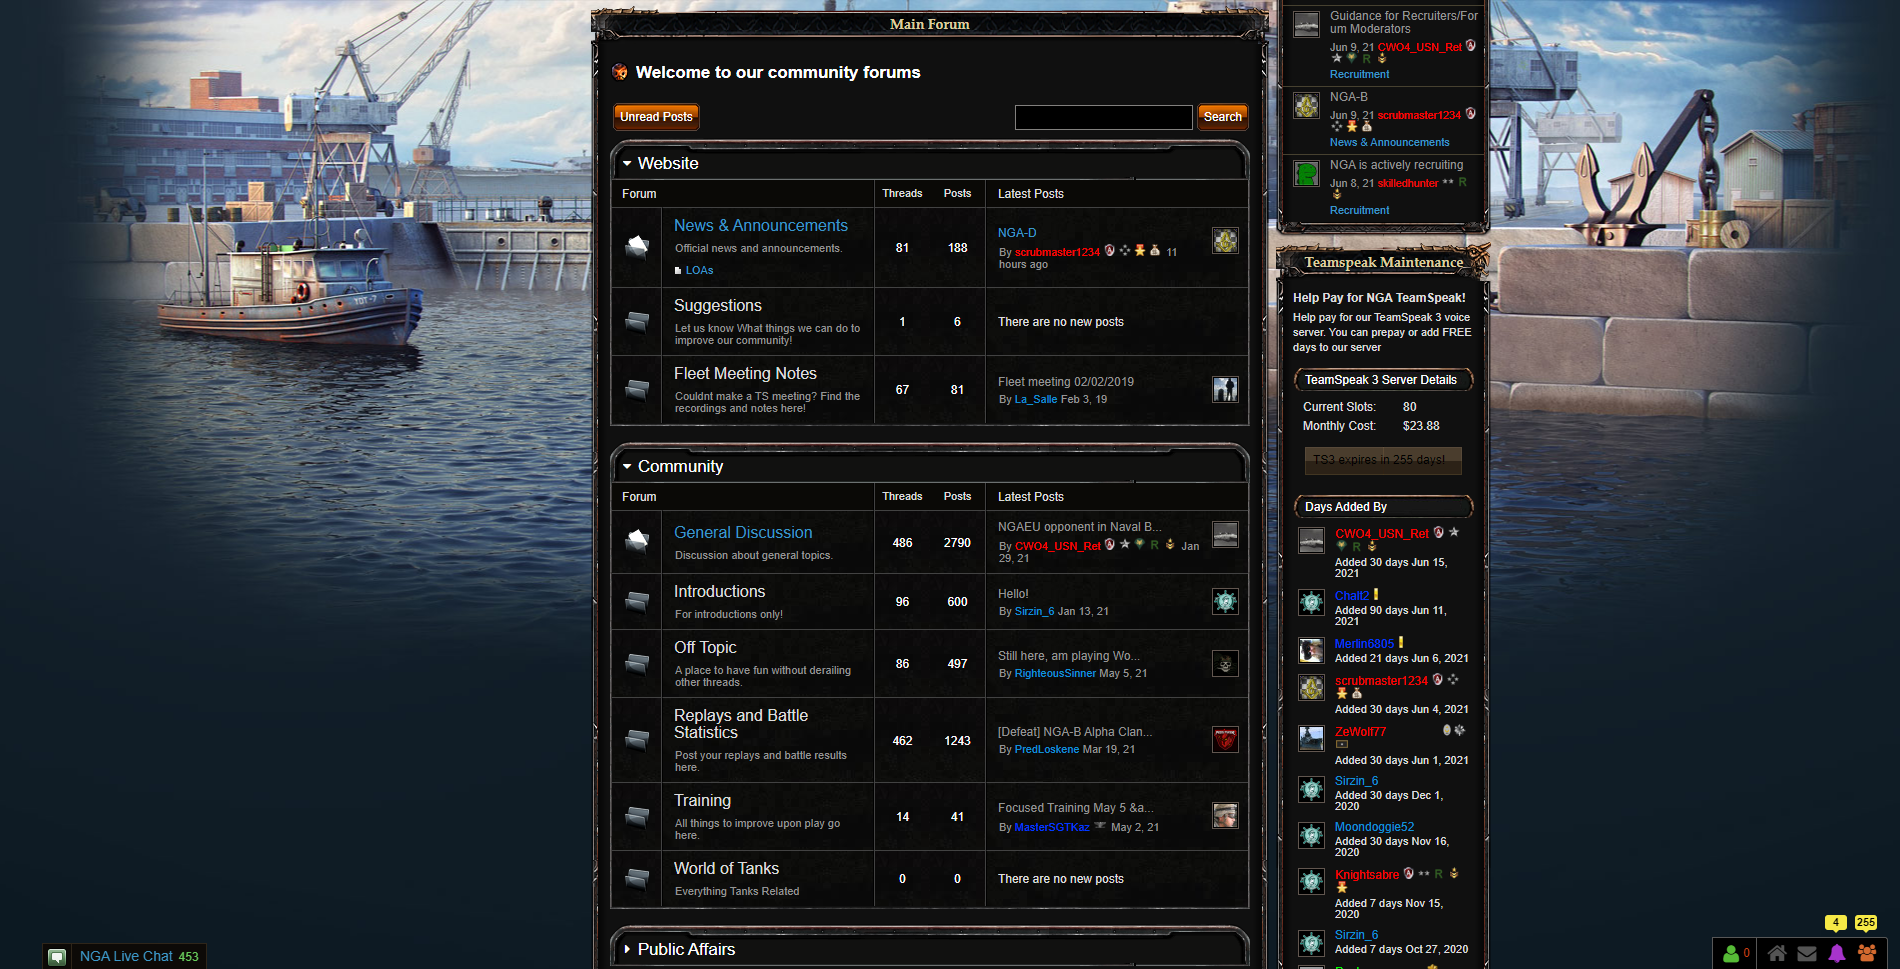 Main Forum
Welcome to our community forums
Unread Posts
Search
Website
Forum
Threads
Posts
Latest Posts
News & Announcements
Official news and announcements.
LOAs
81
188
NGA-D
By scrubmaster1234 11
hours ago
Suggestions
Let us know What things we can do to
improve our community!
1
6
There are no new posts
Fleet Meeting Notes
Couldnt make a TS meeting? Find the
recordings and notes here!
67
81
Fleet meeting 02/02/2019
By La_Salle Feb 3, 19
Community
Forum
Threads
Posts
Latest Posts
General Discussion
Discussion about general topics.
486
2790
NGAEU opponent in Naval B...
By CWO4_USN_Ret R Jan
29, 21
Introductions
For introductions only!
96
600
Hello!
By Sirzin_6 Jan 13, 21
Off Topic
A place to have fun without derailing
other threads.
86
497
Still here, am playing Wo...
By RighteousSinner May 5, 21
Replays and Battle
Statistics
Post your replays and battle results
here.
462
1243
[Defeat] NGA-B Alpha Clan...
By PredLoskene Mar 19, 21
Training
All things to improve upon play go
here.
14
41
Focused Training May 5 &a...
By MasterSGTKaz May 2, 21
World of Tanks
Everything Tanks Related
0
0
There are no new posts
Public Affairs
Guidance for Recruiters/For
um Moderators
Jun 9, 21 CWO4_USN_Ret
R
Recruitment
NGA-B
Jun 9, 21 scrubmaster1234
News & Announcements
NGA is actively recruiting
Jun 8, 21 skilledhunter ** R
Recruitment
Teamspeak Maintenance
Help Pay for NGA TeamSpeak!
Help pay for our TeamSpeak 3 voice
server. You can prepay or add FREE
days to our server
TeamSpeak 3 Server Details
Current Slots: 80
Monthly Cost: $23.88
TS3 expires in 255 days!
Days Added By
CWO4_USN_Ret
R
Added 30 days Jun 15,
2021
Chalt2
Added 90 days Jun 11,
2021
Merlin6805
Added 21 days Jun 6, 2021
scrubmaster1234
Added 30 days Jun 4, 2021
ZeWolf77
Added 30 days Jun 1, 2021
Sirzin_6
Added 30 days Dec 1,
2020
Moondoggie52
Added 30 days Nov 16,
2020
Knightsabre ** R
Added 7 days Nov 15,
2020
Sirzin_6
Added 7 days Oct 27, 2020
NGA Live Chat 453
4
255
0
YOT-7